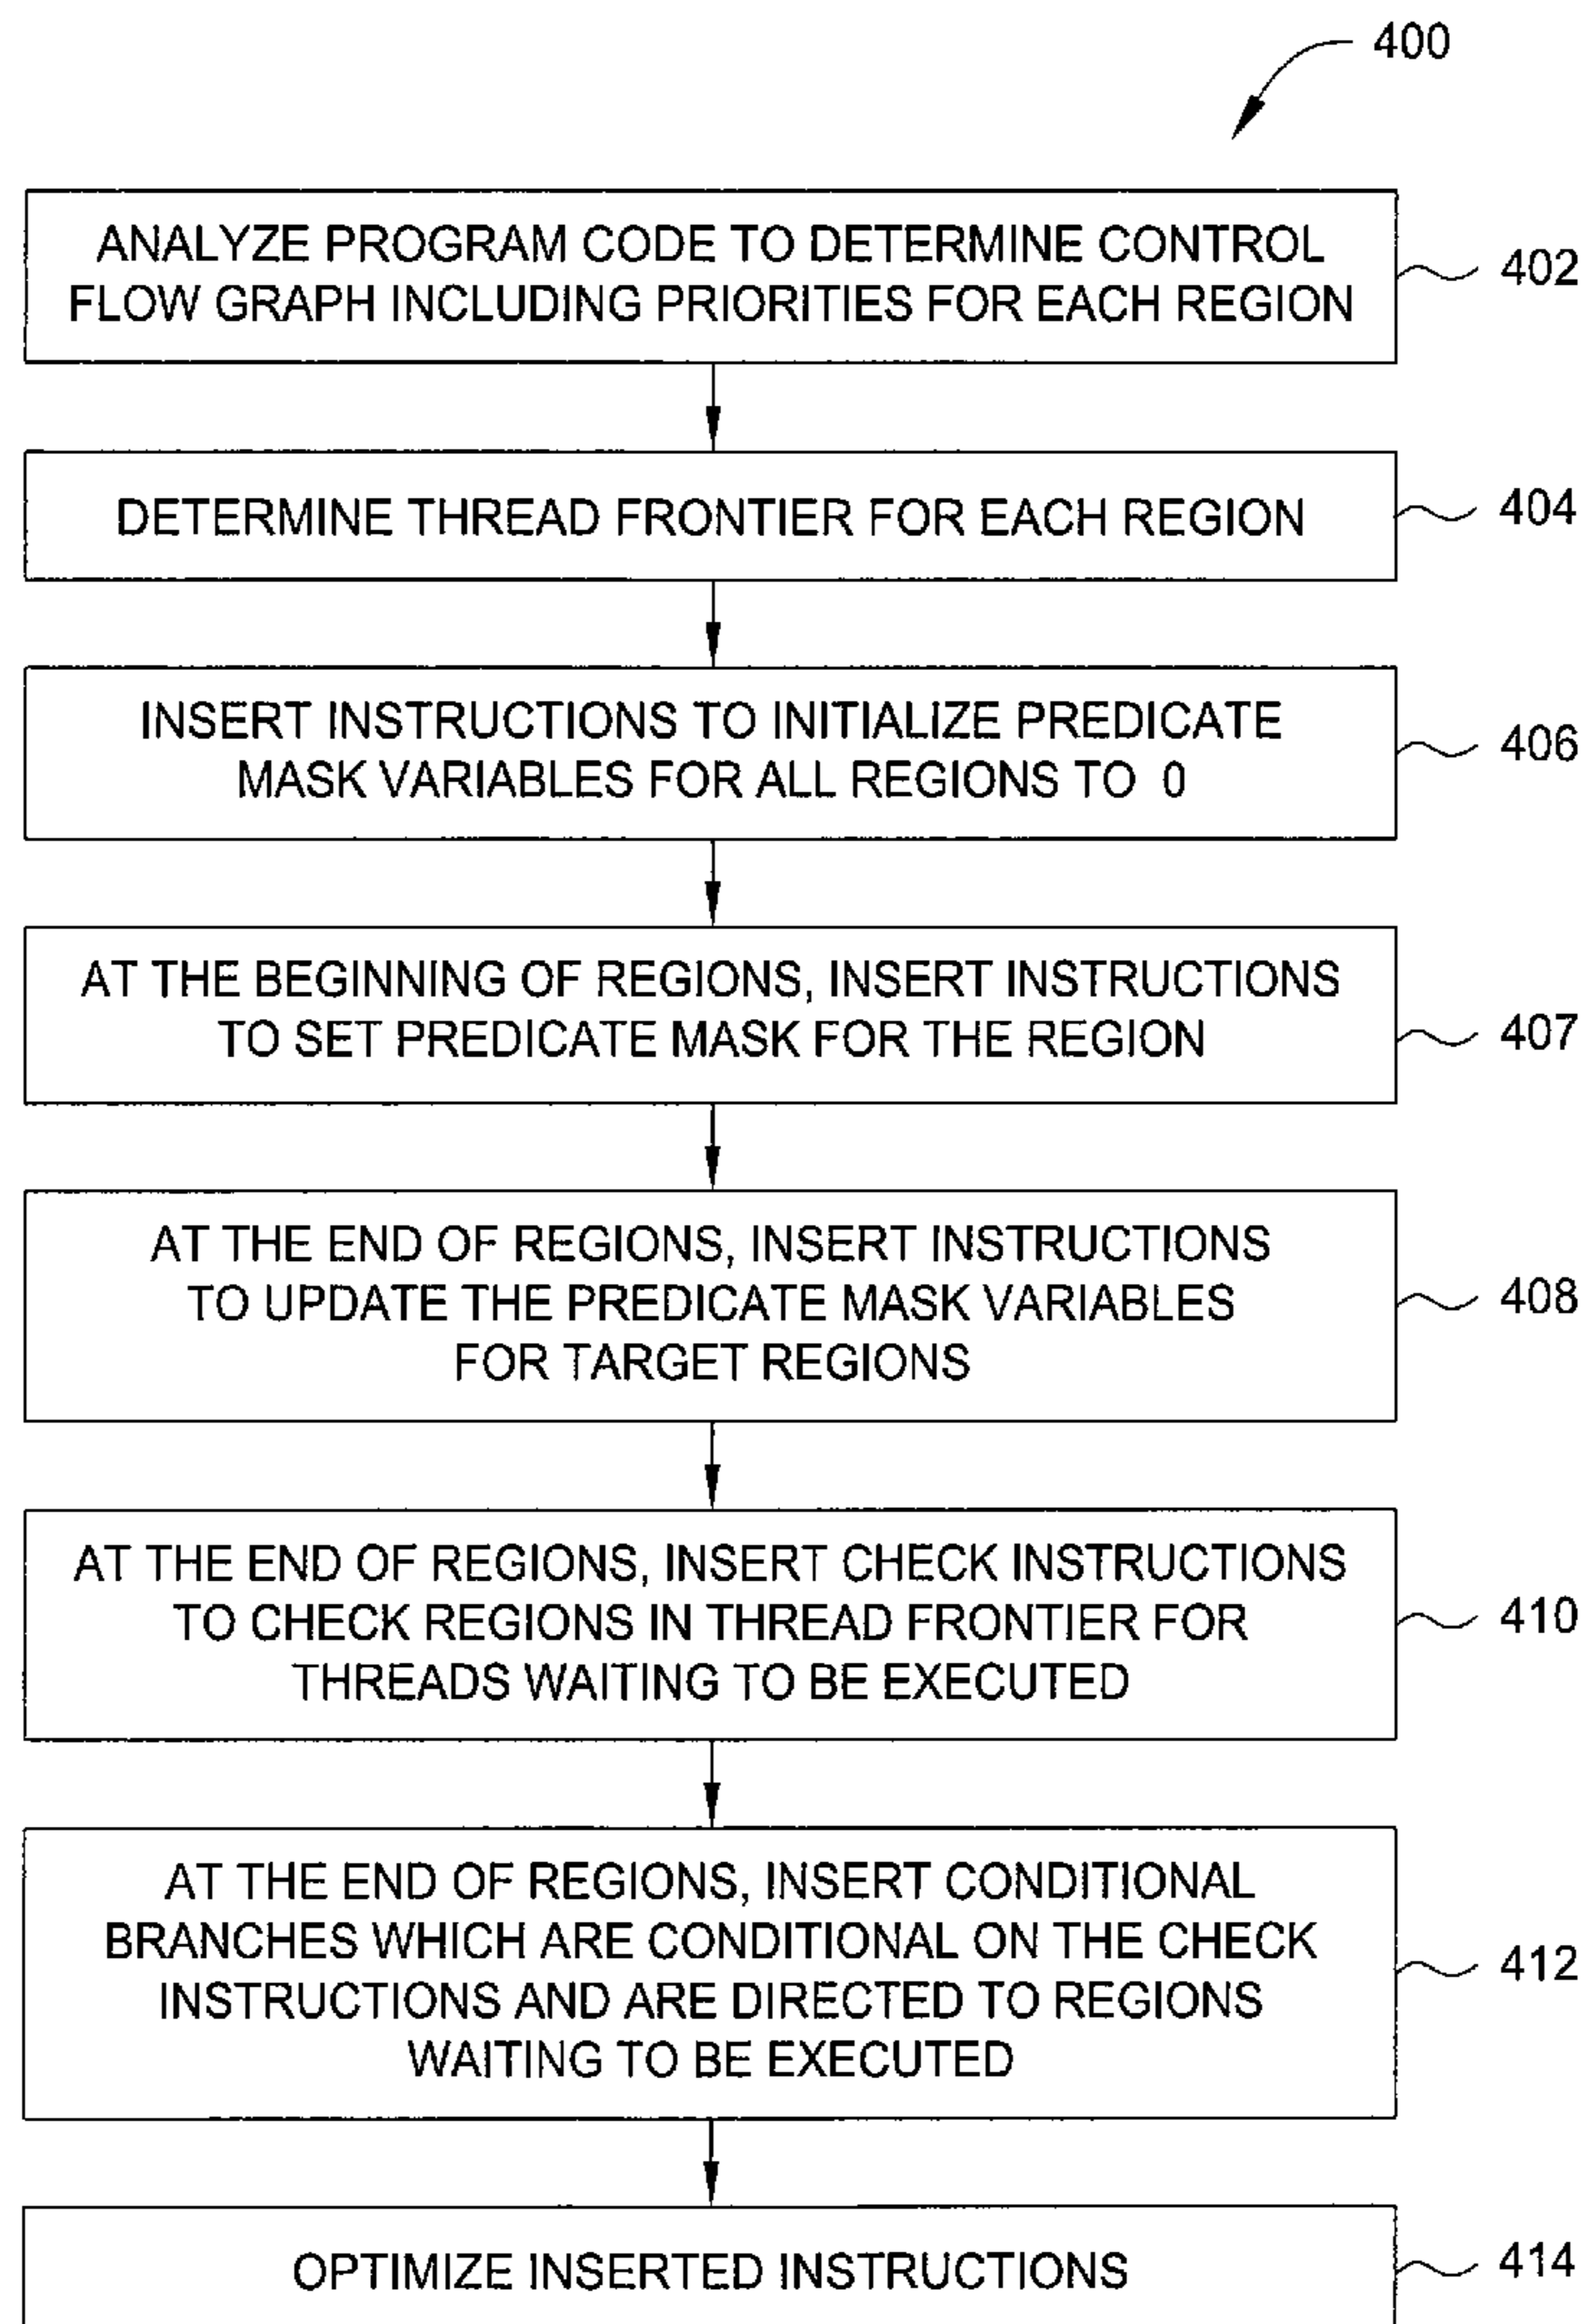 400
ANALYZE PROGRAM CODE TO DETERMINE CONTROL
FLOW GRAPH INCLUDING PRIORITIES FOR EACH REGION
402
DETERMINE THREAD FRONTIER FOR EACH REGION
404
INSERT INSTRUCTIONS TO INITIALIZE PREDICATE
MASK VARIABLES FOR ALL REGIONS TO 0
406
AT THE BEGINNING OF REGIONS, INSERT INSTRUCTIONS
TO SET PREDICATE MASK FOR THE REGION
407
AT THE END OF REGIONS, INSERT INSTRUCTIONS
TO UPDATE THE PREDICATE MASK VARIABLES
FOR TARGET REGIONS
408
AT THE END OF REGIONS, INSERT CHECK INSTRUCTIONS
TO CHECK REGIONS IN THREAD FRONTIER FOR
THREADS WAITING TO BE EXECUTED
410
AT THE END OF REGIONS, INSERT CONDITIONAL
BRANCHES WHICH ARE CONDITIONAL ON THE CHECK
INSTRUCTIONS AND ARE DIRECTED TO REGIONS
WAITING TO BE EXECUTED
412
OPTIMIZE INSERTED INSTRUCTIONS
414